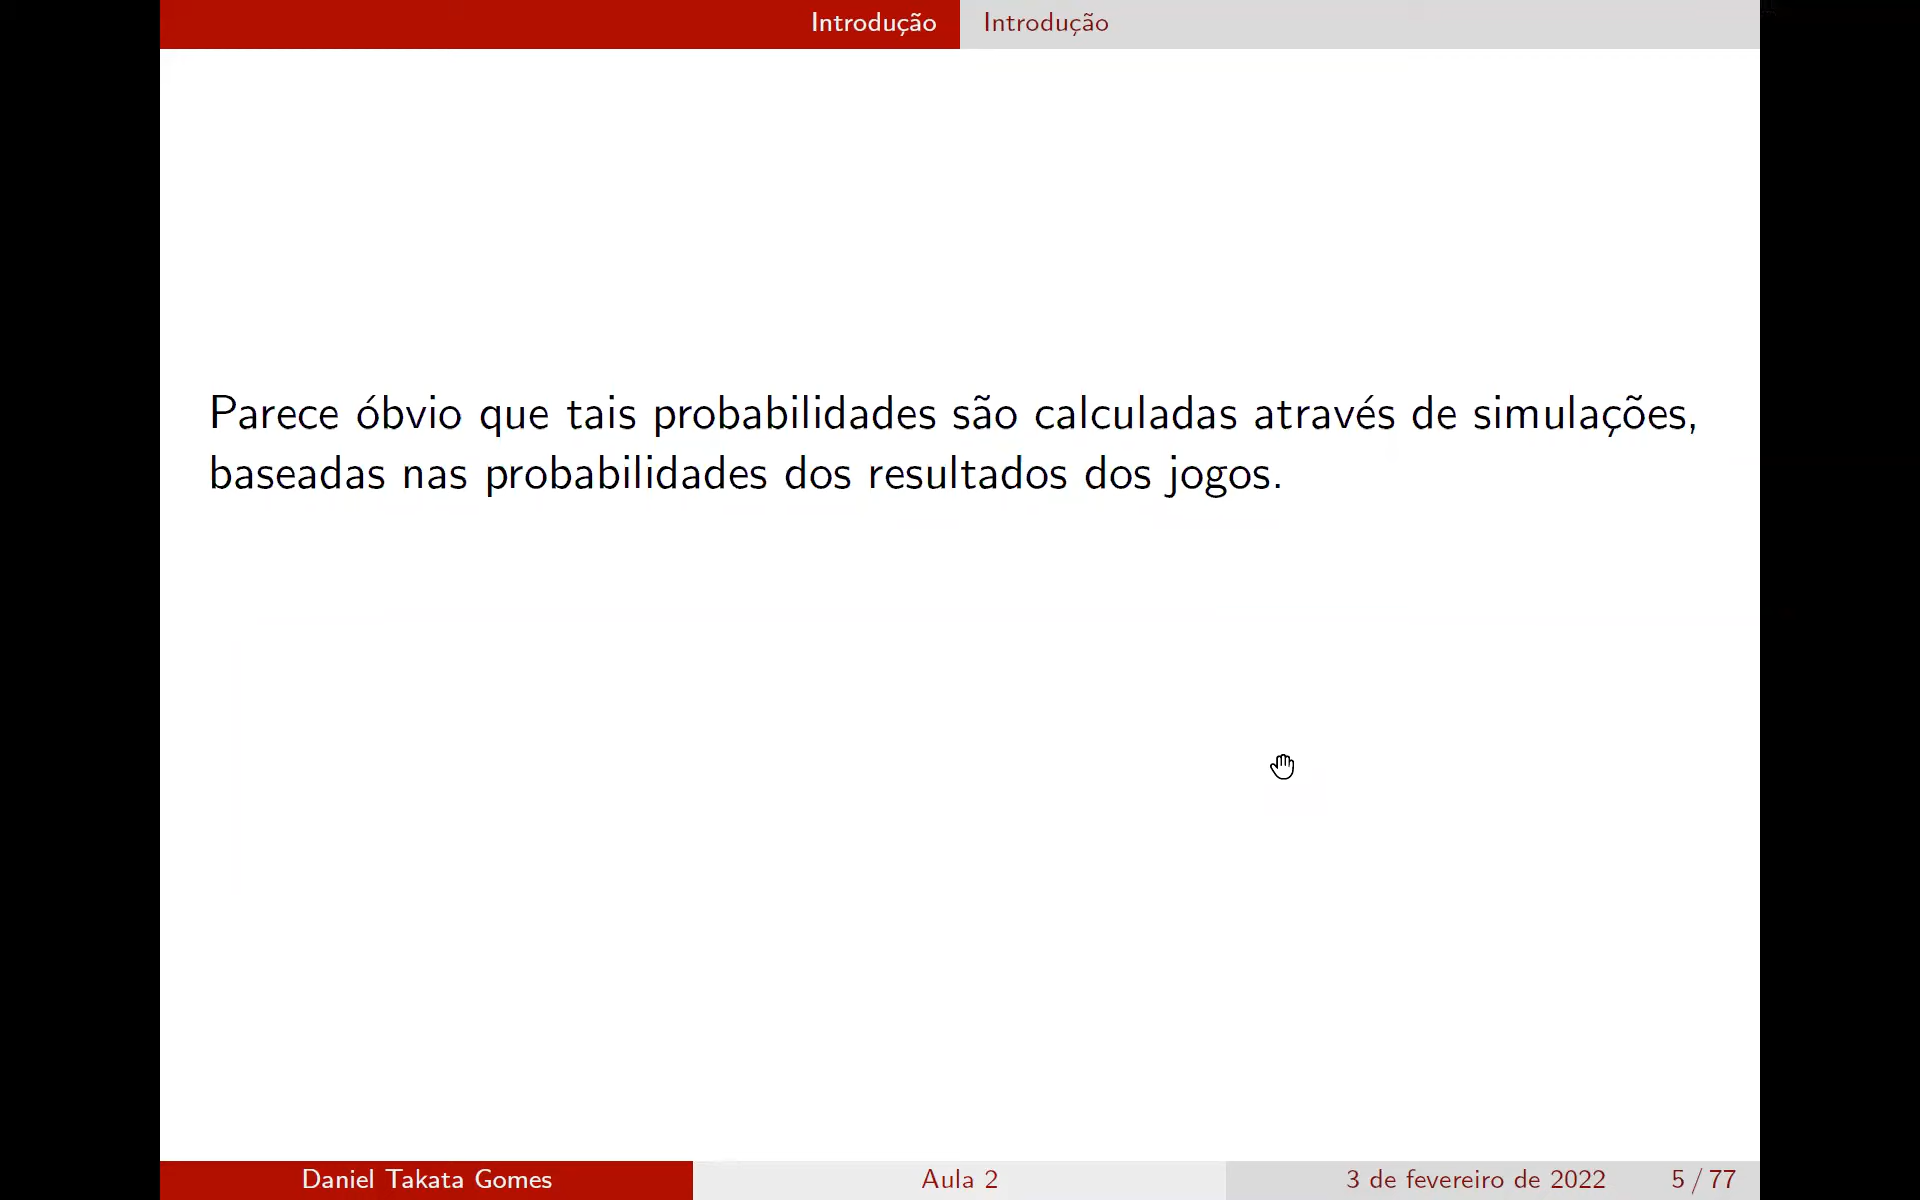 Introdução Introdução
Parece óbvio que tais probabilidades são calculadas através de simulações,
baseadas nas probabilidades dos resultados dos jogos.
Daniel Takata Gomes Aula 2 3 de fevereiro de 2022 5 / 77